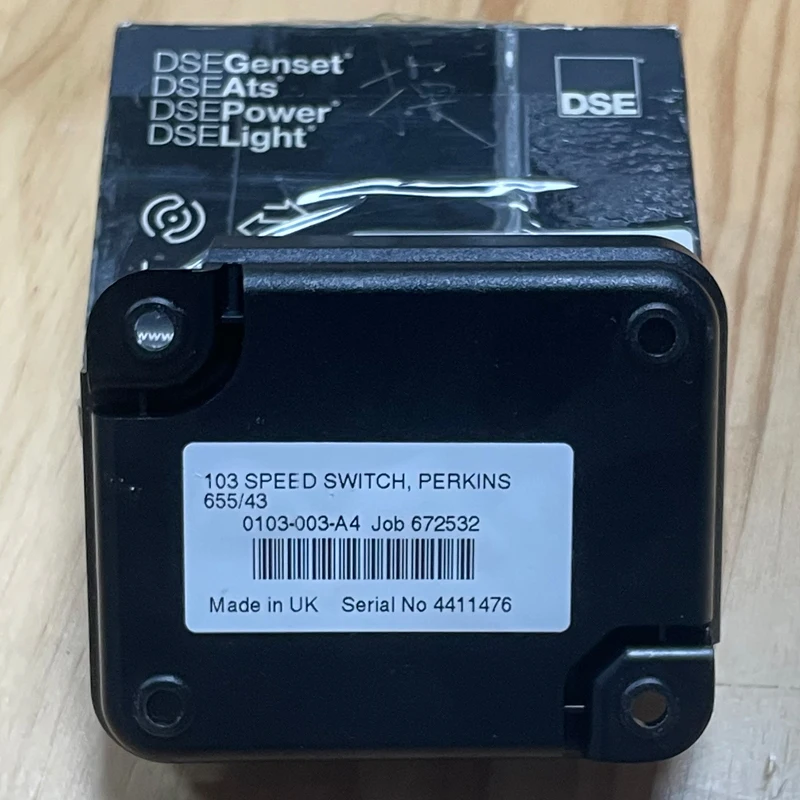 DSEGenset®
DSEAts®
DSEPower®
DSELight®
DSE
www
103 SPEED SWITCH, PERKINS
655/43
0103-003-A4 Job 672532
Made in UK Serial No 4411476